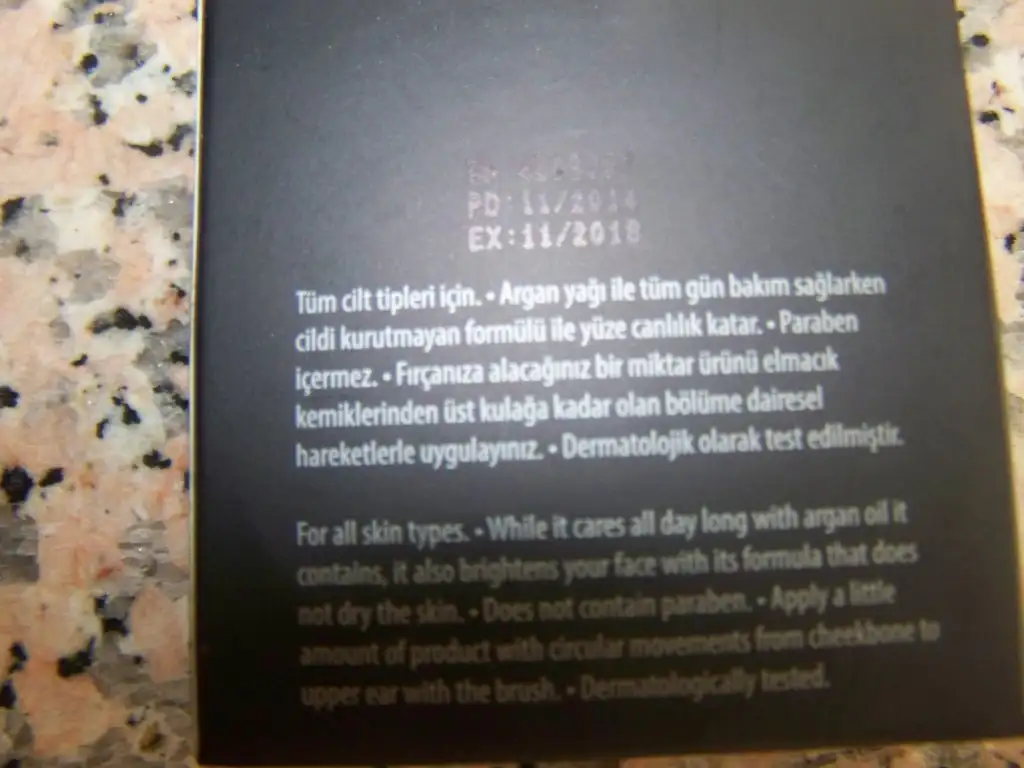 PD: 11/2014
EX: 11/2018
Tüm cilt tipleri için. • Argan yağı ile tüm gün bakım sağlarken
cildi kurutmayan formülü ile yüze canlılık katar. • Paraben
içermez. • Fırçanıza alacağınız bir miktar ürünü elmacık
kemiklerinden üst kulağa kadar olan bölüme dairesel
hareketlerle uygulayınız. • Dermatolojik olarak test edilmiştir.
For all skin types. • While it cares all day long with argan oil it
contains, it also brightens your face with its formula that does
not dry the skin. • Does not contain paraben. • Apply a little
amount of product with circular movements from cheekbone to
upper ear with the brush. • Dermatologically tested.